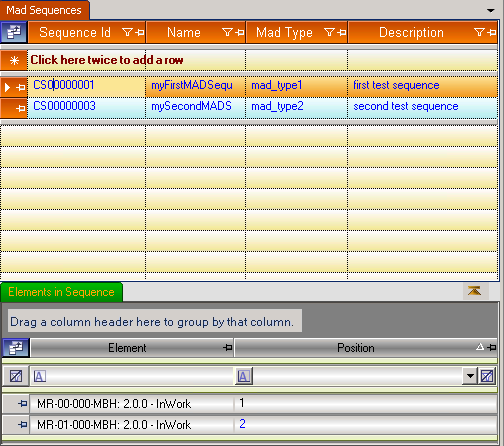 Mad Sequences
Sequence Id Name Mad Type Description
Click here twice to add a row
CS00000001 myFirstMADSequ mad_type1 first test sequence
CS00000003 mySecondMADS mad_type2 second test sequence
Elements in Sequence
Drag a column header here to group by that column.
Element Position
MR-00-000-MBH: 2.0.0 - InWork 1
MR-01-000-MBH: 2.0.0 - InWork 2